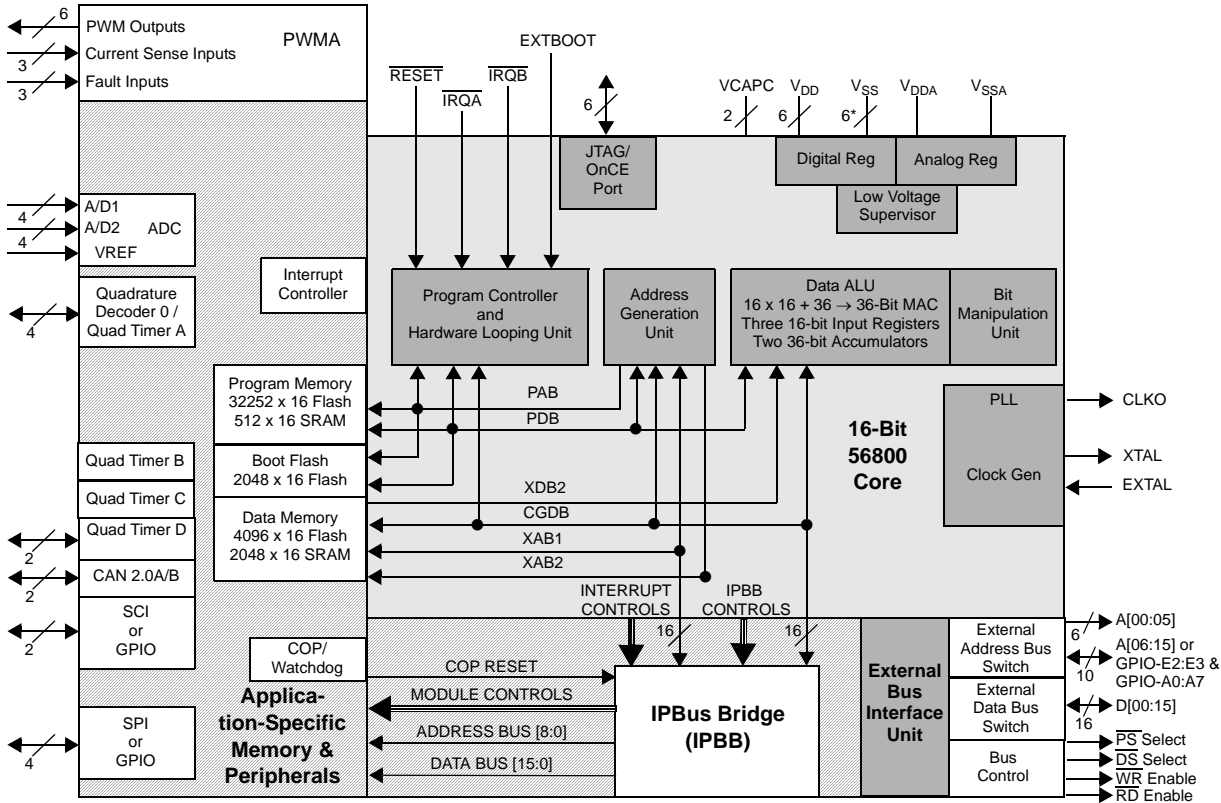 6
PWM Outputs
Current Sense Inputs
3
Fault Inputs
3
PWMA
RESET
IRQA
IRQB
EXTBOOT
6
JTAG/
OnCE
Port
VCAPC
2
VDD
6
VSS
6*
VDDA
VSSA
Digital Reg
Analog Reg
Low Voltage
Supervisor
4
A/D1
4
A/D2
ADC
VREF
Interrupt
Controller
Quadrature
Decoder 0 /
Quad Timer A
4
Program Controller
and
Hardware Looping Unit
Address
Generation
Unit
Data ALU
16 x 16 + 36 → 36-Bit MAC
Three 16-bit Input Registers
Two 36-bit Accumulators
Bit
Manipulation
Unit
Program Memory
32252 x 16 Flash
512 x 16 SRAM
PAB
PDB
Boot Flash
2048 x 16 Flash
XDB2
CGDB
Data Memory
4096 x 16 Flash
2048 x 16 SRAM
XAB1
XAB2
16-Bit
56800
Core
PLL
Clock Gen
CLKO
XTAL
EXTAL
Quad Timer B
Quad Timer C
Quad Timer D
2
CAN 2.0A/B
2
SCI
or
GPIO
2
SPI
or
GPIO
4
COP/
Watchdog
Applica-
tion-Specific
Memory &
Peripherals
INTERRUPT
CONTROLS
16
IPBB
CONTROLS
16
COP RESET
MODULE CONTROLS
ADDRESS BUS [8:0]
DATA BUS [15:0]
IPBus Bridge
(IPBB)
External
Bus
Interface
Unit
External
Address Bus
Switch
External
Data Bus
Switch
Bus
Control
6
A[00:05]
10
A[06:15] or
GPIO-E2:E3 &
GPIO-A0:A7
16
D[00:15]
PS Select
DS Select
WR Enable
RD Enable